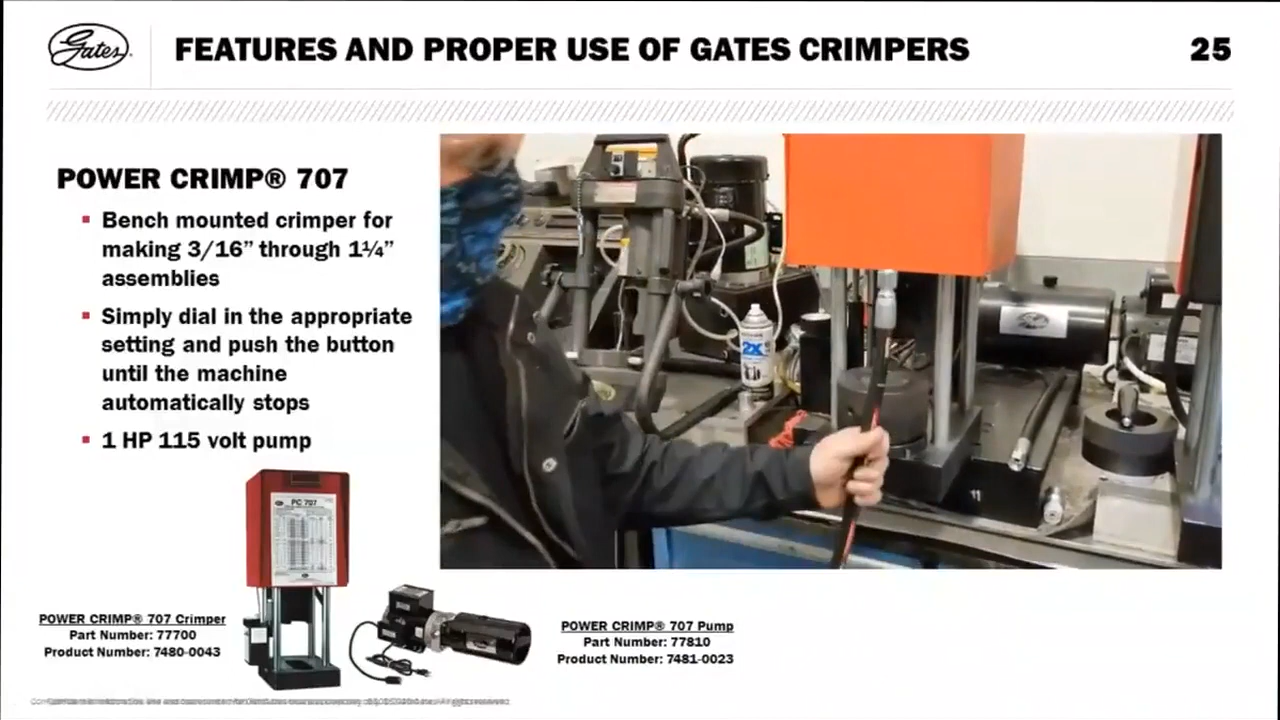 Gates
FEATURES AND PROPER USE OF GATES CRIMPERS
25
POWER CRIMP® 707
▪ Bench mounted crimper for
making 3/16” through 1¼”
assemblies
▪ Simply dial in the appropriate
setting and push the button
until the machine
automatically stops
▪ 1 HP 115 volt pump
2X
11
PC 707
POWER CRIMP® 707 Crimper
Part Number: 77700
Product Number: 7480-0043
POWER CRIMP® 707 Pump
Part Number: 77810
Product Number: 7481-0023